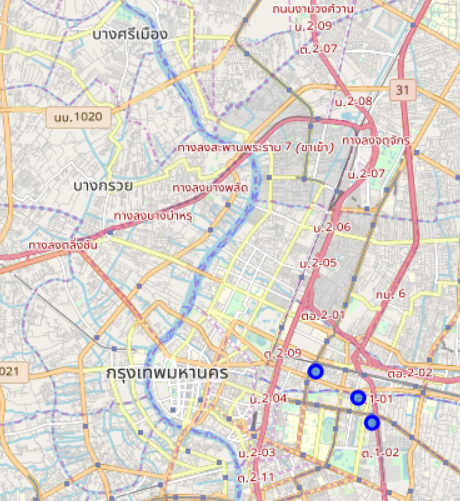 ถนนงามวงศ์วาน
น.2-09
บางศรีเมือง
ต.2-07
31
น.2-08
นบ.1020
ทางลงสะพานพระราม 7 (ขาเข้า)
ทางลงจตุจักร
น.2-07
บางกรวย
ทางลงบางพลัด
ทางลงบางบำหรุ
น.2 06
ทางลงตลิ่งชัน
น.2-05
กม. 6
ตอ.2-01
ต.2-09
021
กรุงเทพมหานคร
ตอ.2-02
น.2 04
1-01
น.2-03
ด.1-02
ต.2-11